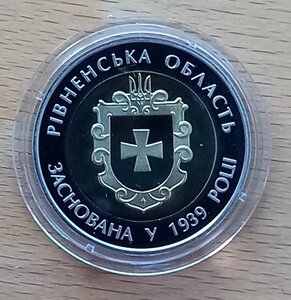 РІВНЕНСЬКА ОБЛАСТЬ
ЗАСНОВАНА У 1939 РОЦІ